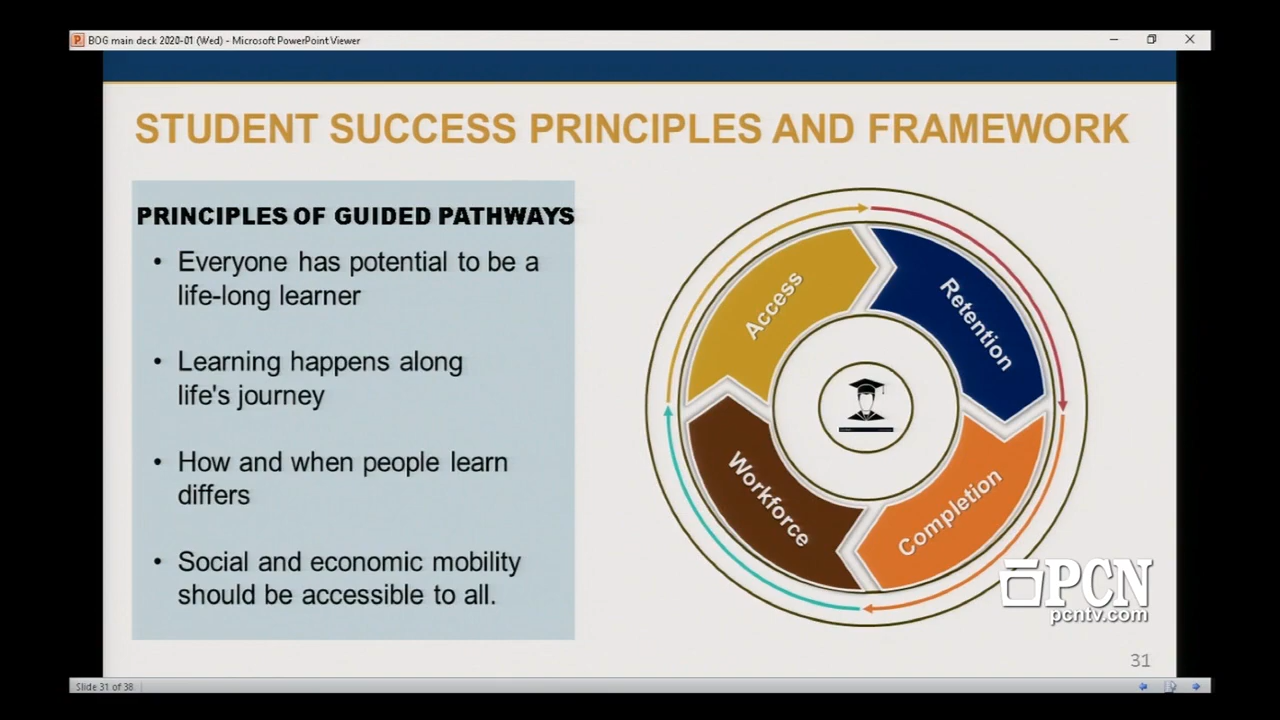 BOG main deck 2020-01 (Wed) - Microsoft PowerPoint Viewer
STUDENT SUCCESS PRINCIPLES AND FRAMEWORK
PRINCIPLES OF GUIDED PATHWAYS
• Everyone has potential to be a
life-long learner
• Learning happens along
life's journey
• How and when people learn
differs
• Social and economic mobility
should be accessible to all.
Access
Retention
Workforce
Completion
PCN
pcntv.com
31
Slide 31 of 38